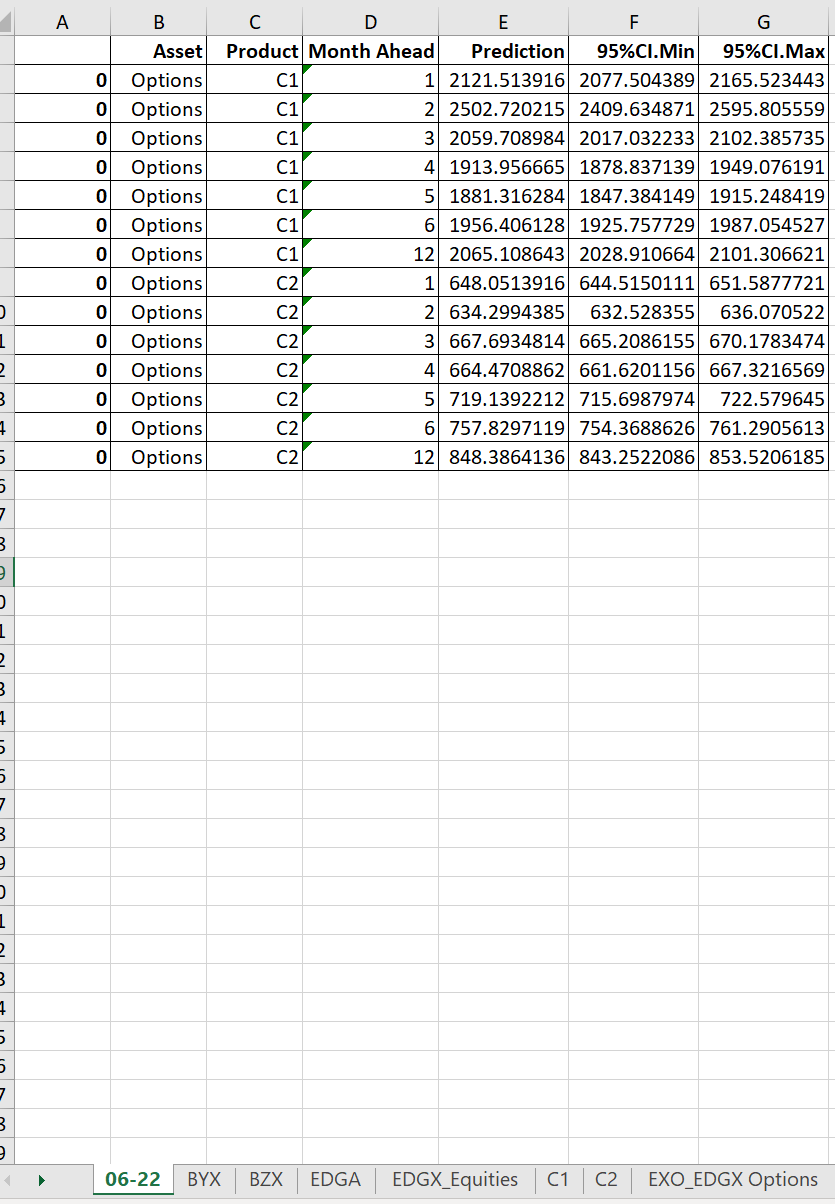 A B C D E F G
Asset Product Month Ahead Prediction 95%CI.Min 95%CI.Max
0 Options C1 1 2121.513916 2077.504389 2165.523443
0 Options C1 2 2502.720215 2409.634871 2595.805559
0 Options C1 3 2059.708984 2017.032233 2102.385735
0 Options C1 4 1913.956665 1878.837139 1949.076191
0 Options C1 5 1881.316284 1847.384149 1915.248419
0 Options C1 6 1956.406128 1925.757729 1987.054527
0 Options C1 12 2065.108643 2028.910664 2101.306621
0 Options C2 1 648.0513916 644.5150111 651.5877721
0 Options C2 2 634.2994385 632.528355 636.070522
0 Options C2 3 667.6934814 665.2086155 670.1783474
0 Options C2 4 664.4708862 661.6201156 667.3216569
0 Options C2 5 719.1392212 715.6987974 722.579645
0 Options C2 6 757.8297119 754.3688626 761.2905613
0 Options C2 12 848.3864136 843.2522086 853.5206185
06-22 BYX BZX EDGA EDGX_Equities C1 C2 EXO_EDGX Options